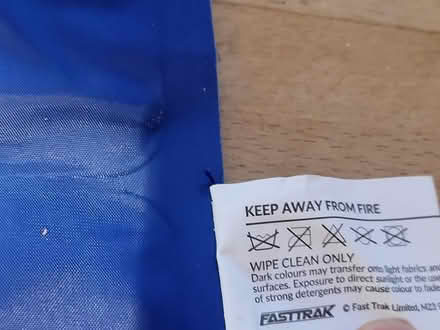 KEEP AWAY FROM FIRE
WIPE CLEAN ONLY
Dark colours may transfer onto light fabrics and
surfaces. Exposure to direct sunlight or the use
of strong detergents may cause colour to fade
FASTTRAK © Fast Trak Limited, N23